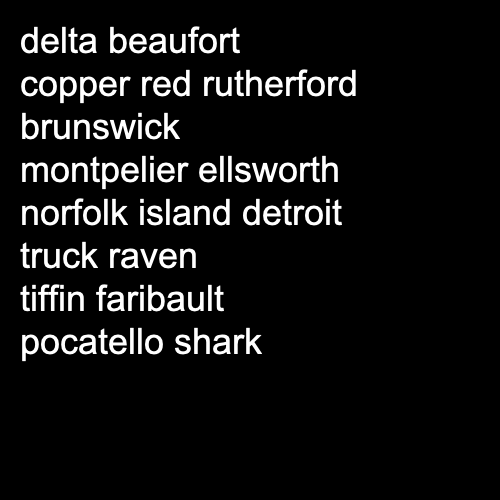 delta beaufort
copper red rutherford
brunswick
montpelier ellsworth
norfolk island detroit
truck raven
tiffin faribault
pocatello shark